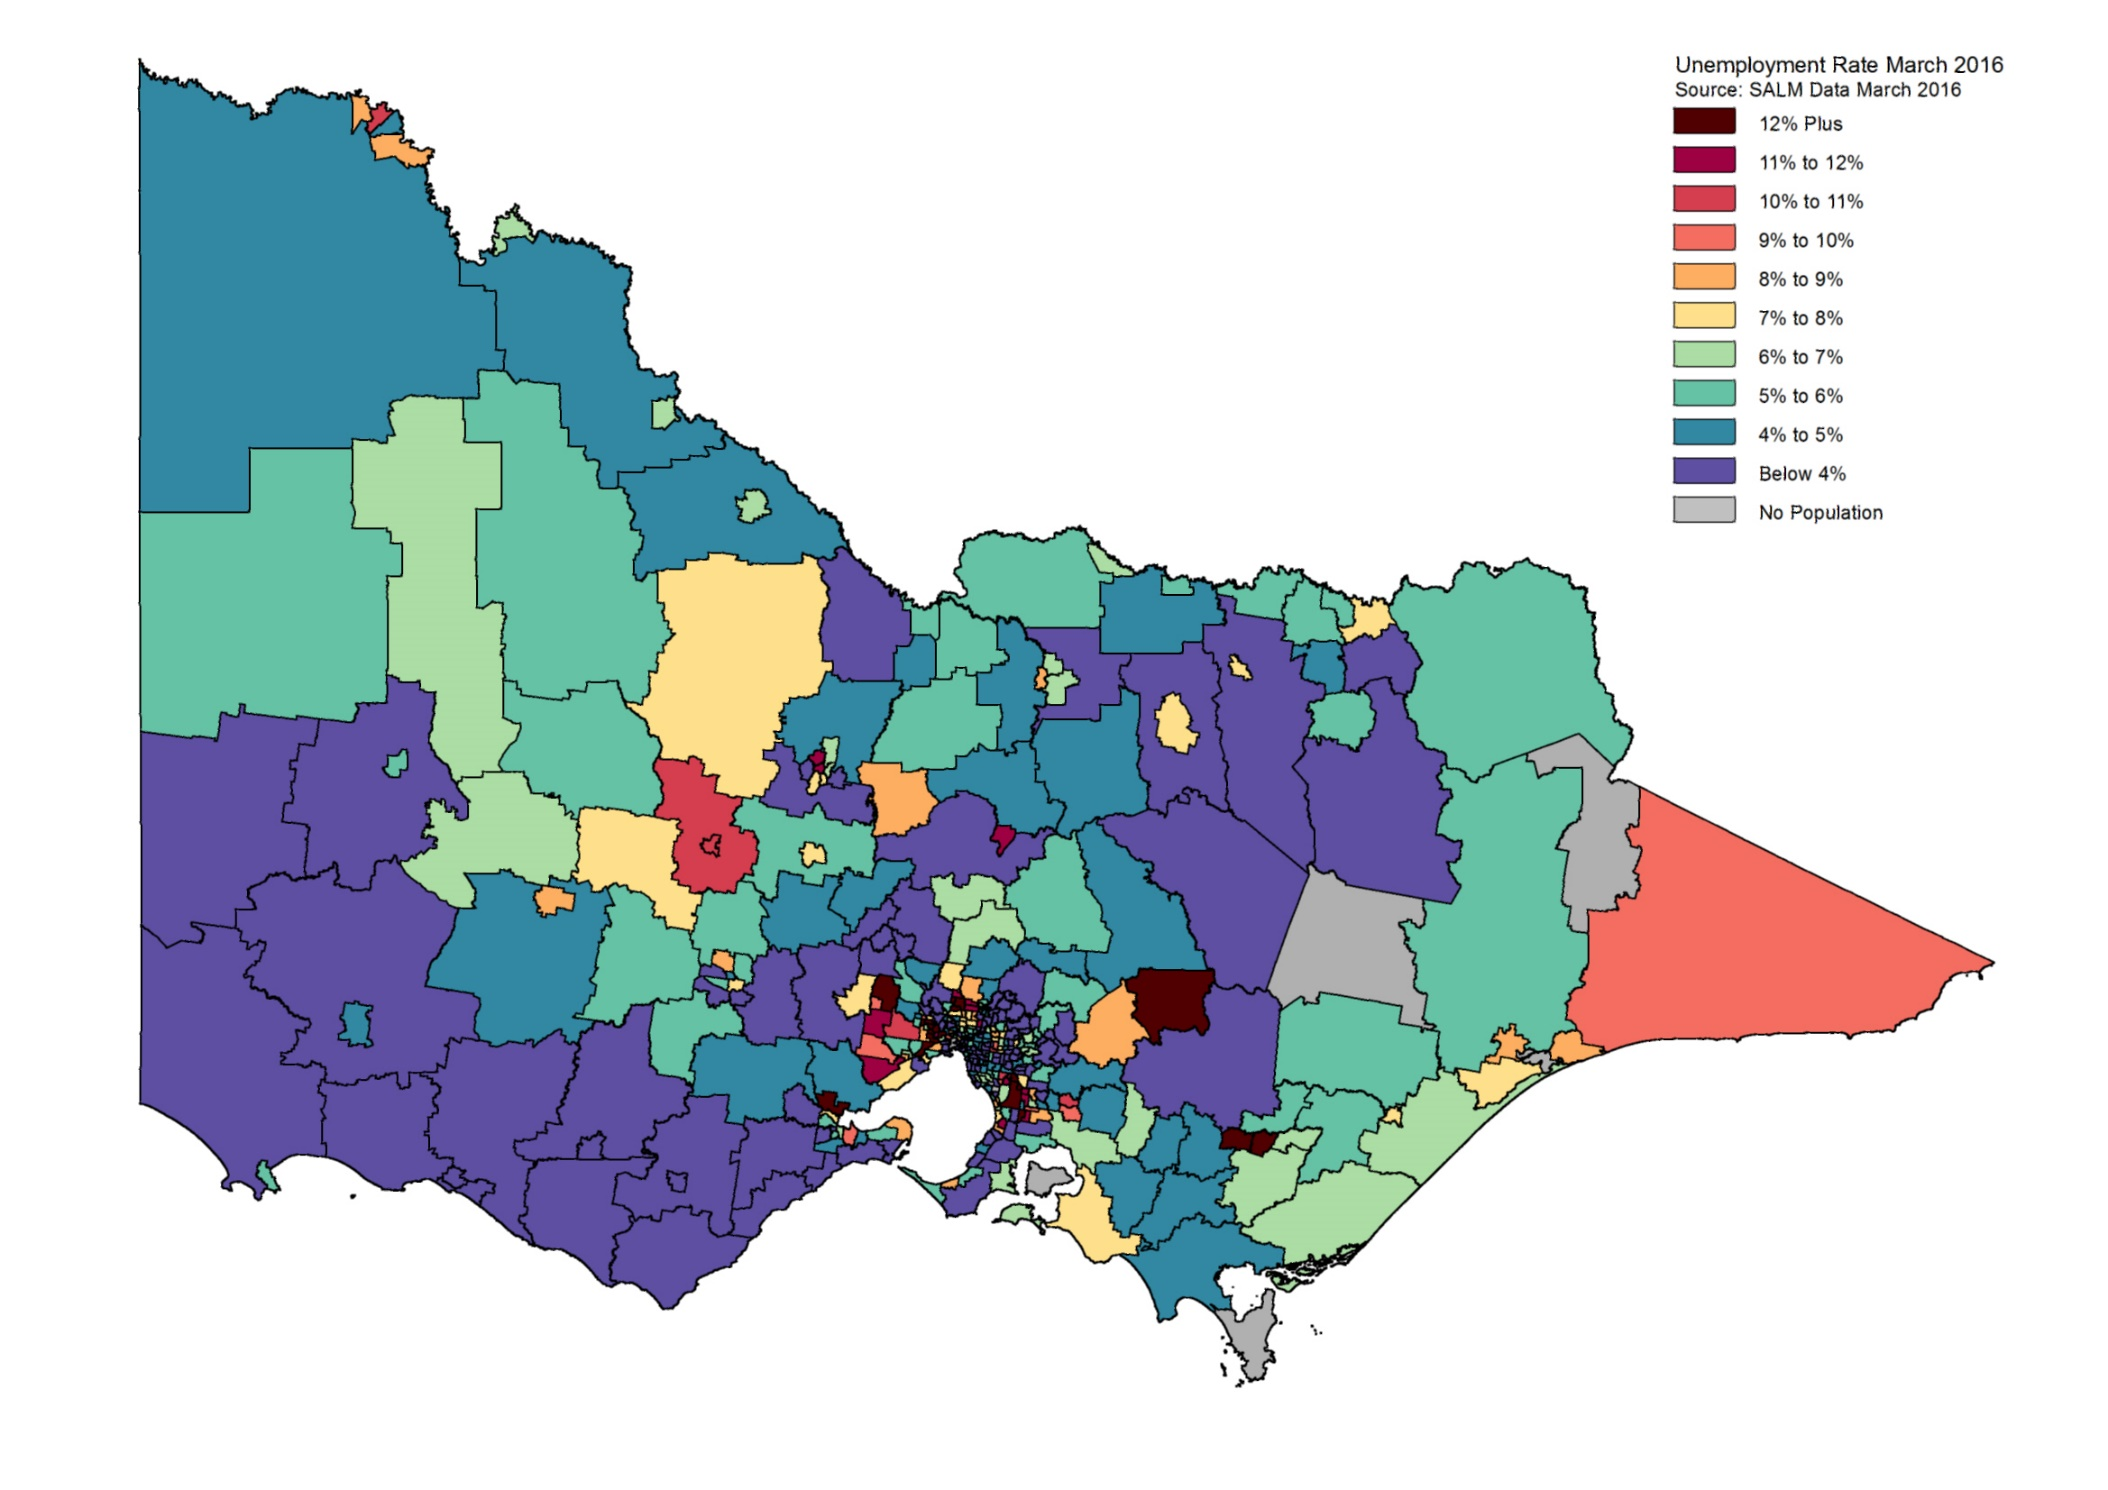 Unemployment Rate March 2016
Source: SALM Data March 2016
12% Plus
11% to 12%
10% to 11%
9% to 10%
8% to 9%
7% to 8%
6% to 7%
5% to 6%
4% to 5%
Below 4%
No Population